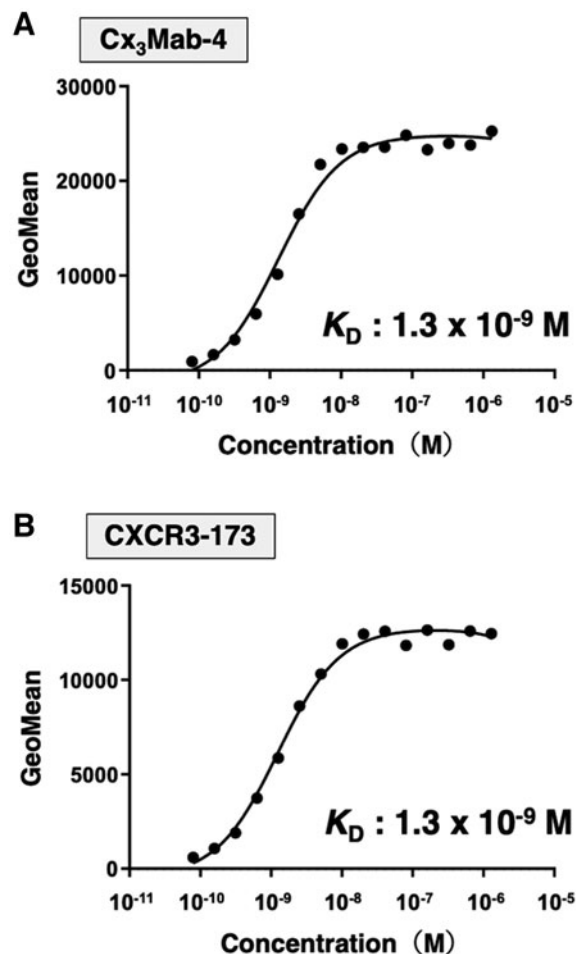 A
Cx₃Mab-4
30000
20000
10000
0
GeoMean
K_D : 1.3 x 10⁻⁹ M
10⁻¹¹ 10⁻¹⁰ 10⁻⁹ 10⁻⁸ 10⁻⁷ 10⁻⁶ 10⁻⁵
Concentration（M）
B
CXCR3-173
15000
10000
5000
0
GeoMean
K_D : 1.3 x 10⁻⁹ M
10⁻¹¹ 10⁻¹⁰ 10⁻⁹ 10⁻⁸ 10⁻⁷ 10⁻⁶ 10⁻⁵
Concentration（M）